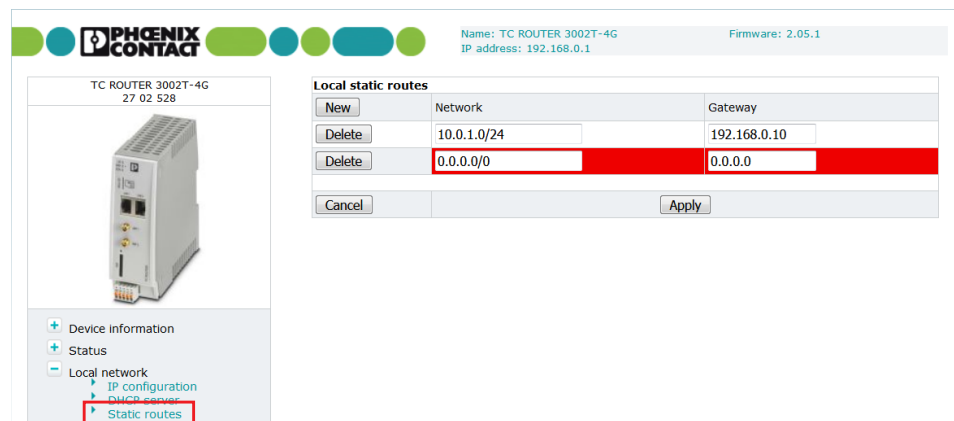 PHŒNIX
CONTACT
Name: TC ROUTER 3002T-4G
Firmware: 2.05.1
IP address: 192.168.0.1
TC ROUTER 3002T-4G
27 02 528
Local static routes
New Network Gateway
Delete 10.0.1.0/24 192.168.0.10
Delete 0.0.0.0/0 0.0.0.0
Cancel Apply
Device information
Status
Local network
IP configuration
DHCP server
Static routes